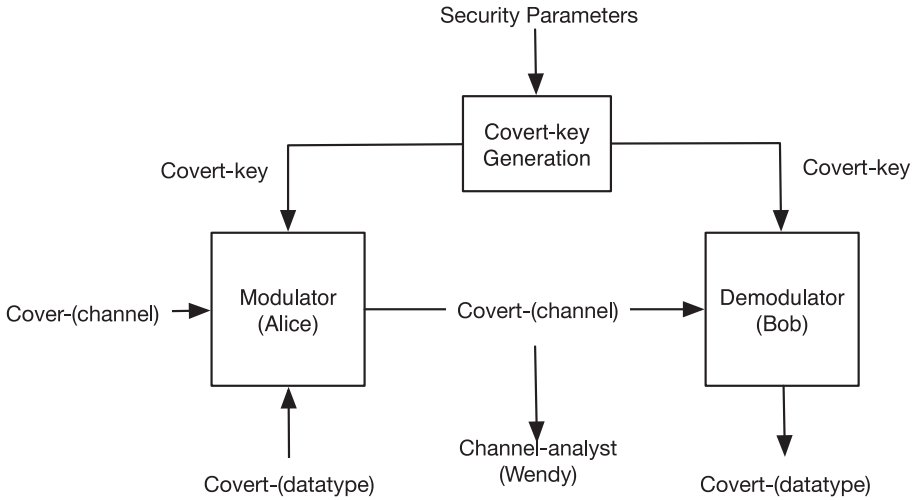 Security Parameters
Covert-key
Generation
Covert-key
Covert-key
Modulator
(Alice)
Demodulator
(Bob)
Cover-(channel)
Covert-(channel)
Channel-analyst
(Wendy)
Covert-(datatype)
Covert-(datatype)